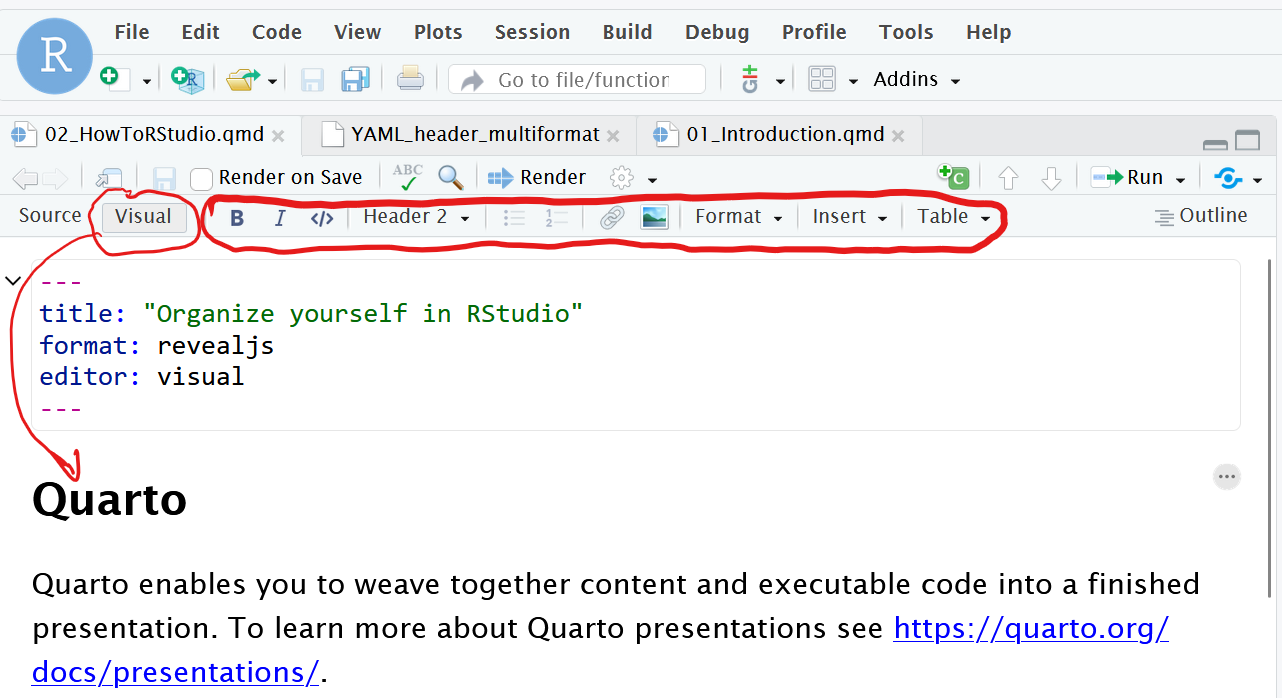 R File Edit Code View Plots Session Build Debug Profile Tools Help
R Go to file/function Git Addins
02_HowToRStudio.qmd YAML_header_multiformat 01_Introduction.qmd
Render on Save ABC Render C Run
Source Visual B I </> Header 2 Format Insert Table Outline
---
title: "Organize yourself in RStudio"
format: revealjs
editor: visual
---
Quarto
Quarto enables you to weave together content and executable code into a finished
presentation. To learn more about Quarto presentations see https://quarto.org/
docs/presentations/.